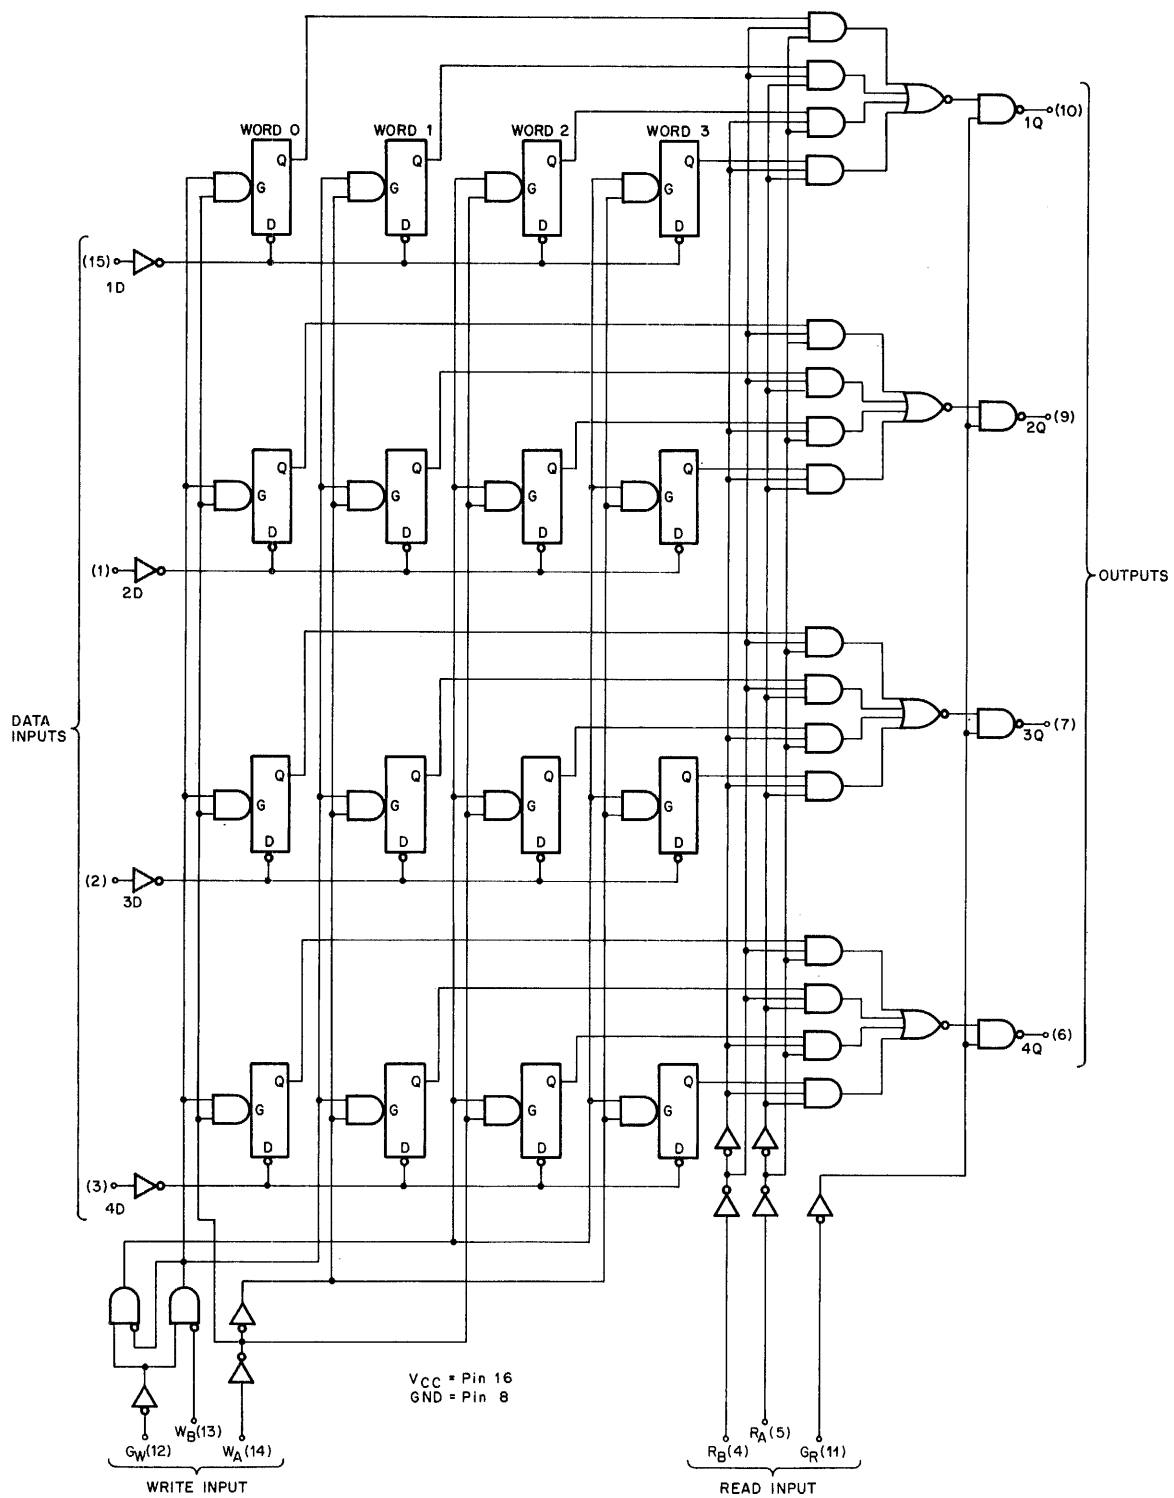 WORD 0 WORD 1 WORD 2 WORD 3
Q Q Q Q
G G G G
D D D D
(15) 1D
1Q (10)
Q Q Q Q
G G G G
D D D D
(1) 2D
2Q (9)
OUTPUTS
DATA
INPUTS
Q Q Q Q
G G G G
D D D D
(2) 3D
3Q (7)
Q Q Q Q
G G G G
D D D D
(3) 4D
4Q (6)
VCC = Pin 16
GND = Pin 8
GW(12) WB(13) WA(14)
WRITE INPUT
RB(4) RA(5) GR(11)
READ INPUT